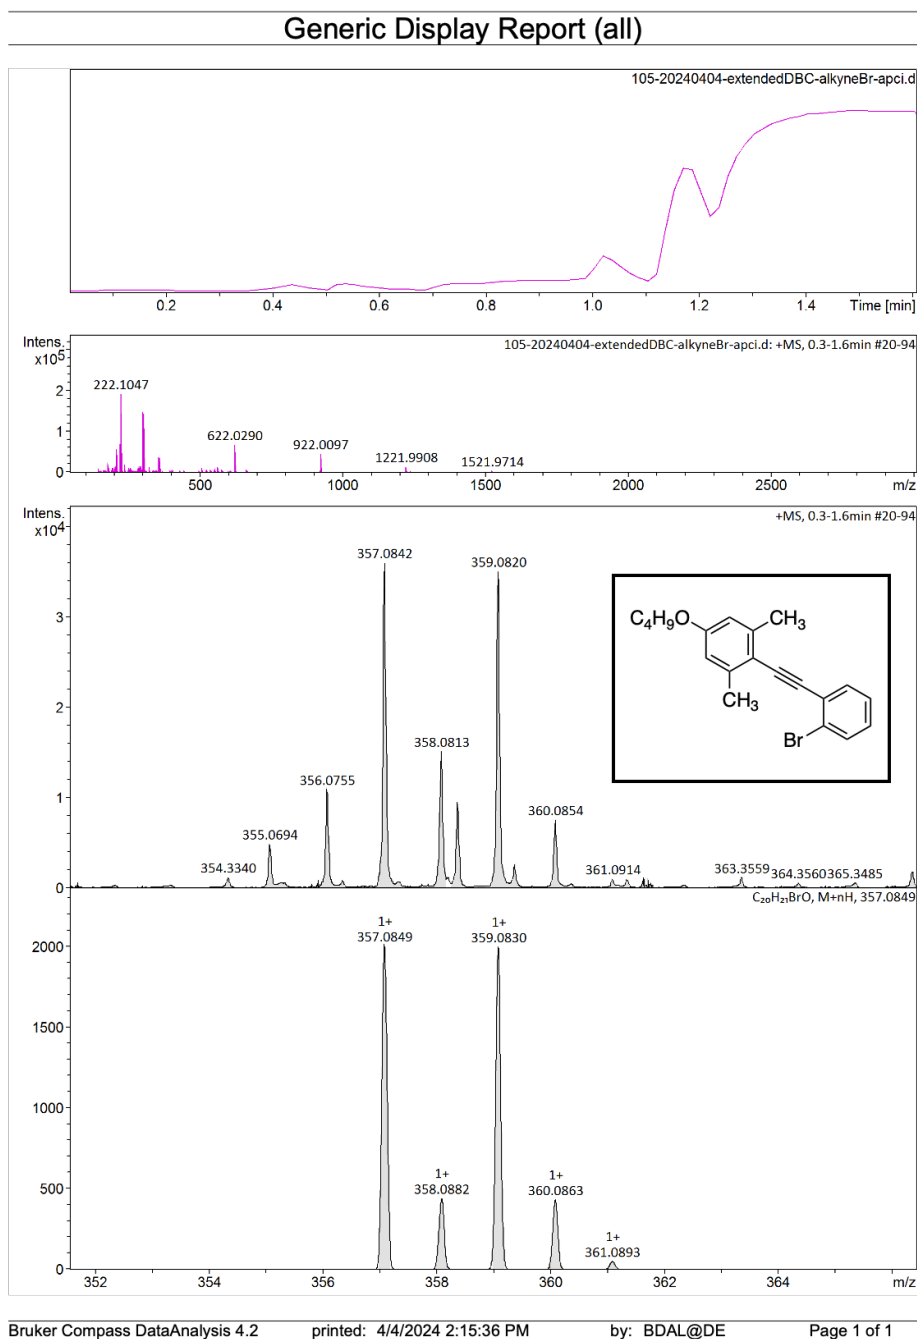 Generic Display Report (all)
105-20240404-extendedDBC-alkyneBr-apci.d
0.2 0.4 0.6 0.8 1.0 1.2 1.4 Time [min]
Intens.
x10⁵
105-20240404-extendedDBC-alkyneBr-apci.d: +MS, 0.3-1.6min #20-94
222.1047
2
622.0290
1
922.0097
1221.9908
1521.9714
0
500 1000 1500 2000 2500 m/z
Intens.
x10⁴
+MS, 0.3-1.6min #20-94
357.0842
359.0820
3
C₄H₉O CH₃
CH₃
Br
2
358.0813
356.0755
1
360.0854
355.0694
354.3340
361.0914
363.3559
364.3560
365.3485
0
C₂₀H₂₁BrO, M+nH, 357.0849
1+
357.0849
1+
359.0830
2000
1500
1000
500
1+
358.0882
1+
360.0863
1+
361.0893
0
352 354 356 358 360 362 364 m/z
Bruker Compass DataAnalysis 4.2 printed: 4/4/2024 2:15:36 PM by: BDAL@DE Page 1 of 1